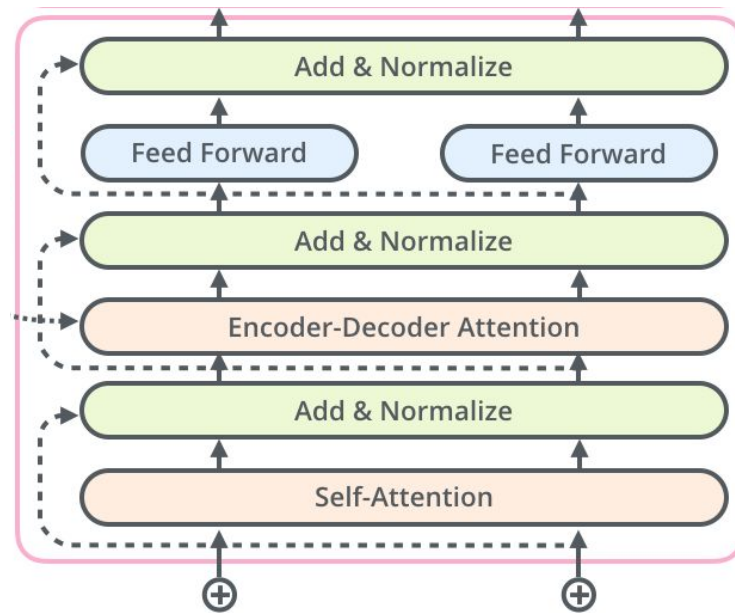 Add & Normalize
Feed Forward Feed Forward
Add & Normalize
Encoder-Decoder Attention
Add & Normalize
Self-Attention